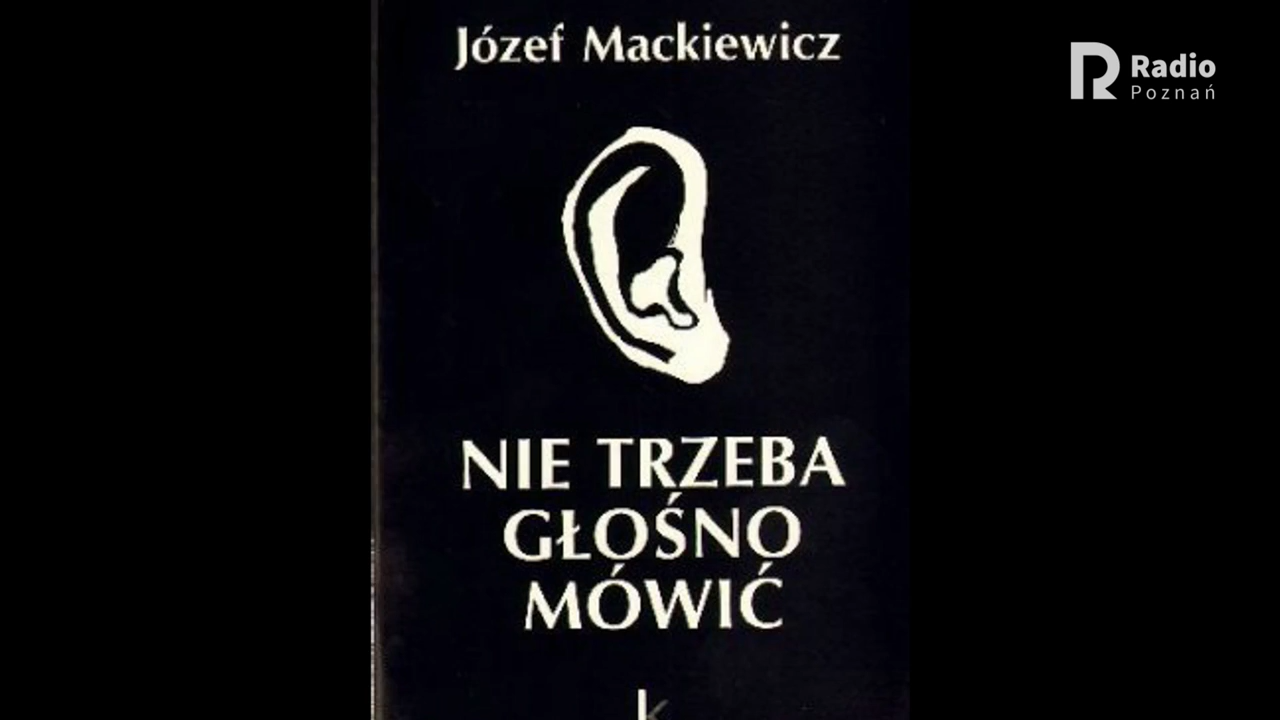 Józef Mackiewicz
Radio
Poznań
NIE TRZEBA
GŁOŚNO
MÓWIĆ
k